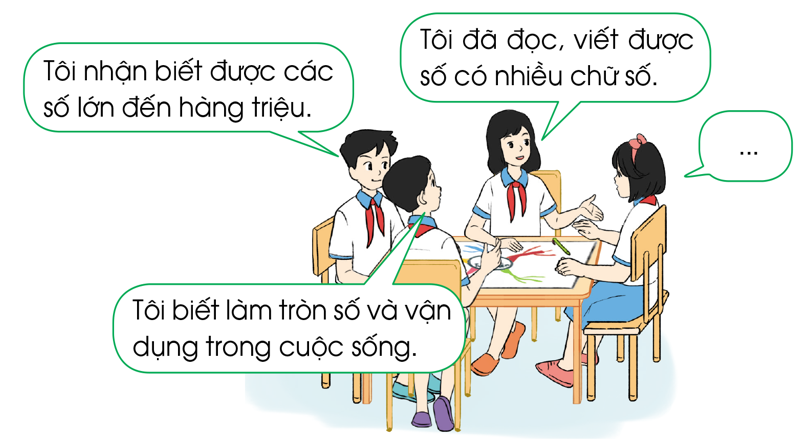 Tôi nhận biết được các
số lớn đến hàng triệu.
Tôi đã đọc, viết được
số có nhiều chữ số.
...
Tôi biết làm tròn số và vận
dụng trong cuộc sống.